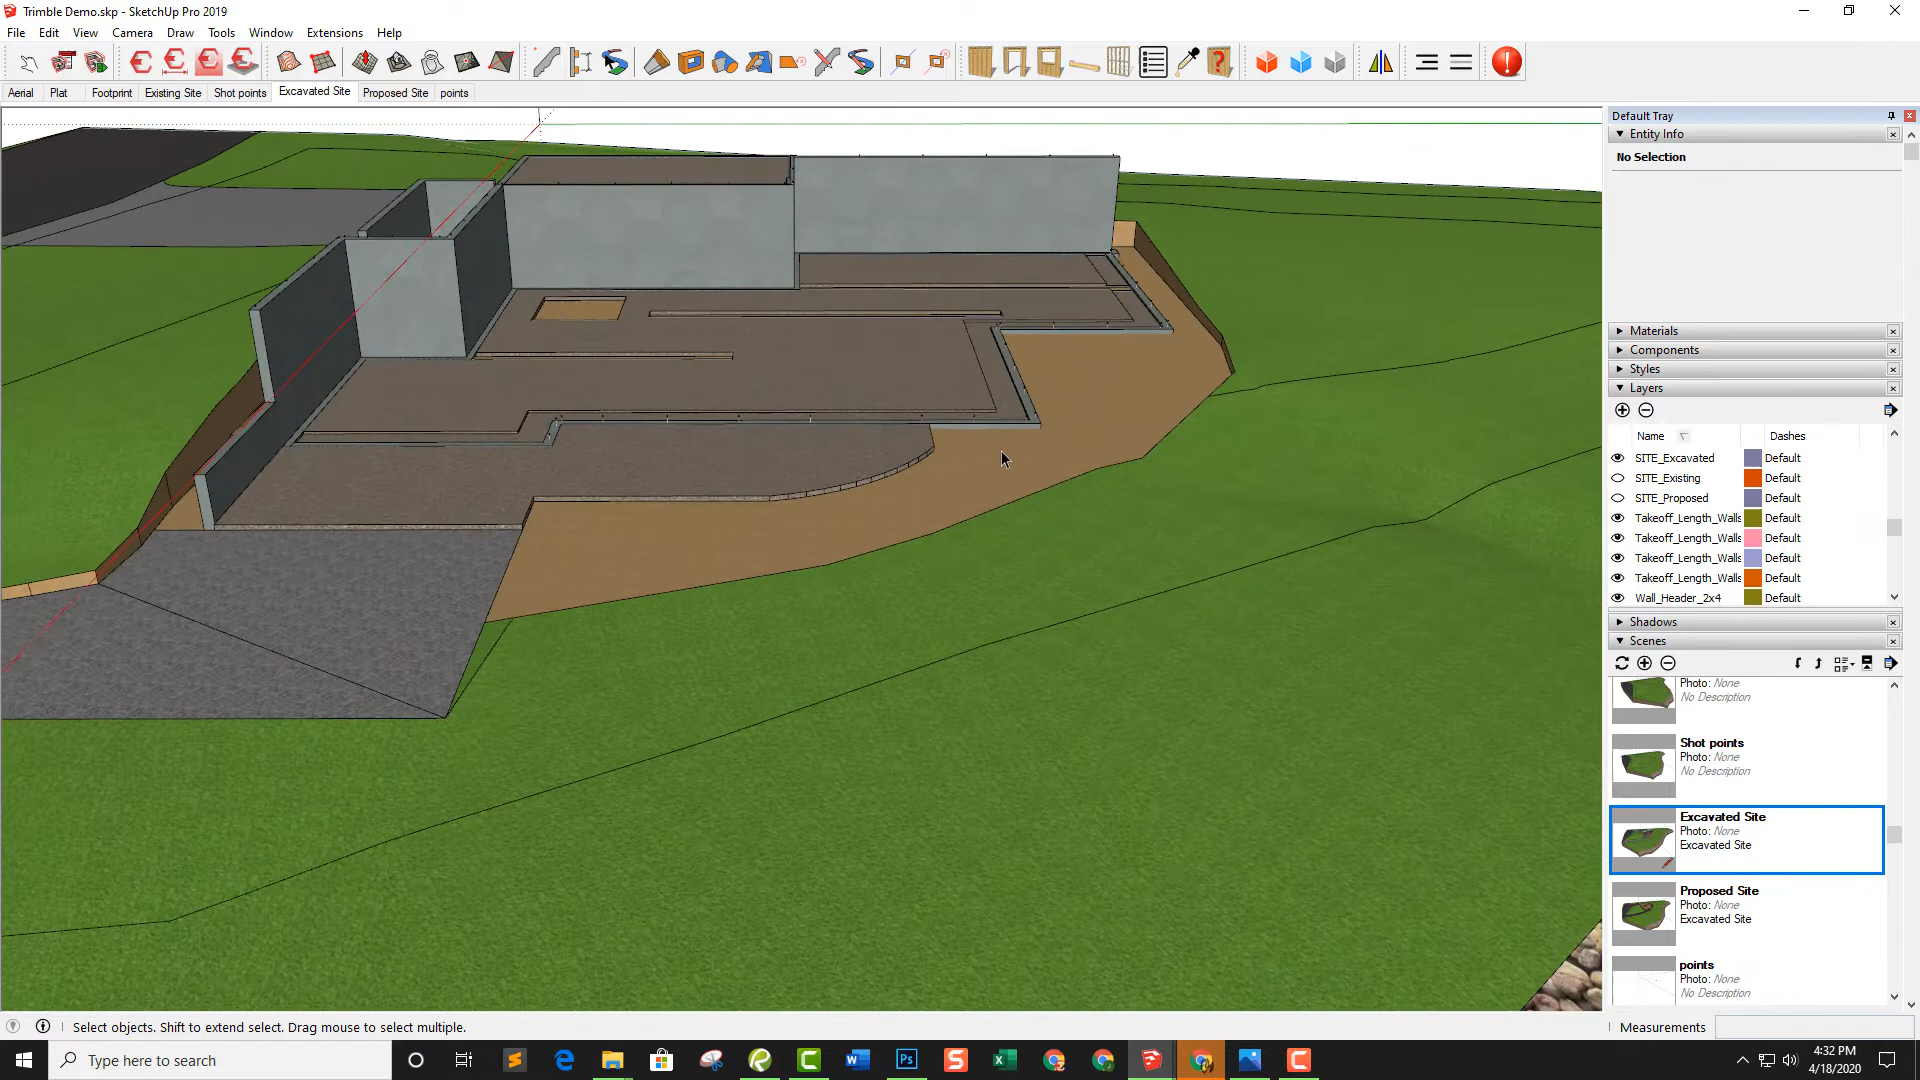 Trimble Demo.skp - SketchUp Pro 2019
File Edit View Camera Draw Tools Window Extensions Help
Aerial Plat Footprint Existing Site Shot points Excavated Site Proposed Site points
Default Tray
Entity Info
No Selection
Materials
Components
Styles
Layers
Name Dashes
SITE_Excavated Default
SITE_Existing Default
SITE_Proposed Default
Takeoff_Length_Walls Default
Takeoff_Length_Walls Default
Takeoff_Length_Walls Default
Takeoff_Length_Walls Default
Wall_Header_2x4 Default
Shadows
Scenes
Photo: None
No Description
Shot points
Photo: None
No Description
Excavated Site
Photo: None
Excavated Site
Proposed Site
Photo: None
Excavated Site
points
Photo: None
No Description
Select objects. Shift to extend select. Drag mouse to select multiple.
Measurements
Type here to search
4:32 PM
4/18/2020